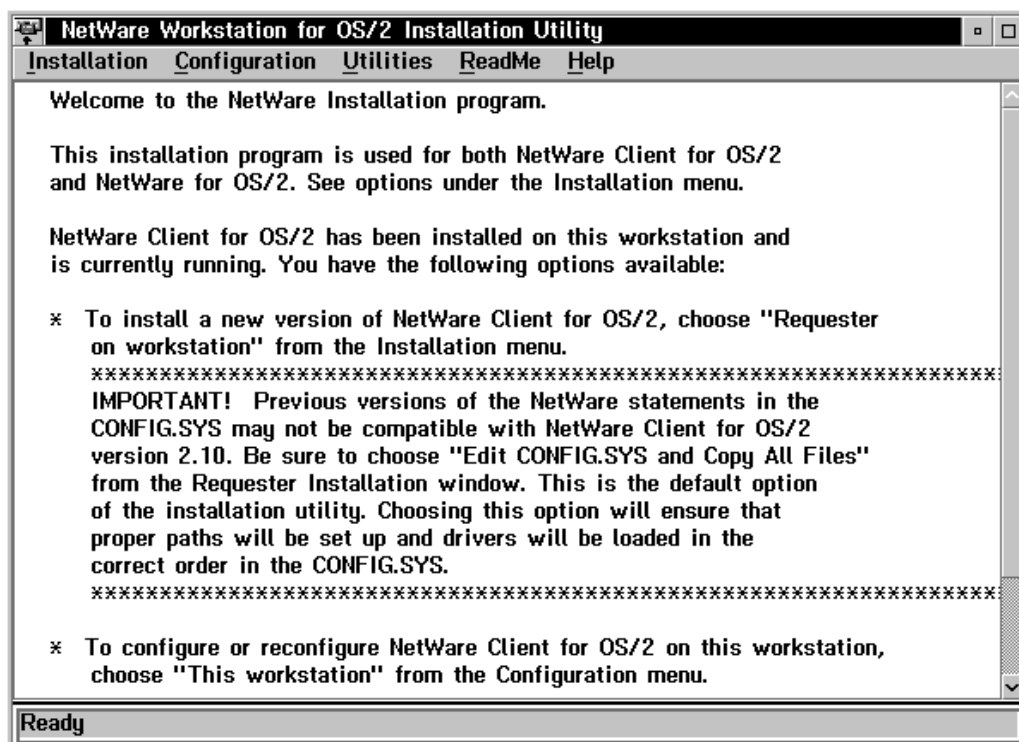 NetWare Workstation for OS/2 Installation Utility
Installation Configuration Utilities ReadMe Help
Welcome to the NetWare Installation program.
This installation program is used for both NetWare Client for OS/2
and NetWare for OS/2. See options under the Installation menu.
NetWare Client for OS/2 has been installed on this workstation and
is currently running. You have the following options available:
* To install a new version of NetWare Client for OS/2, choose "Requester
on workstation" from the Installation menu.
******************************************************************
IMPORTANT! Previous versions of the NetWare statements in the
CONFIG.SYS may not be compatible with NetWare Client for OS/2
version 2.10. Be sure to choose "Edit CONFIG.SYS and Copy All Files"
from the Requester Installation window. This is the default option
of the installation utility. Choosing this option will ensure that
proper paths will be set up and drivers will be loaded in the
correct order in the CONFIG.SYS.
******************************************************************
* To configure or reconfigure NetWare Client for OS/2 on this workstation,
choose "This workstation" from the Configuration menu.
Ready